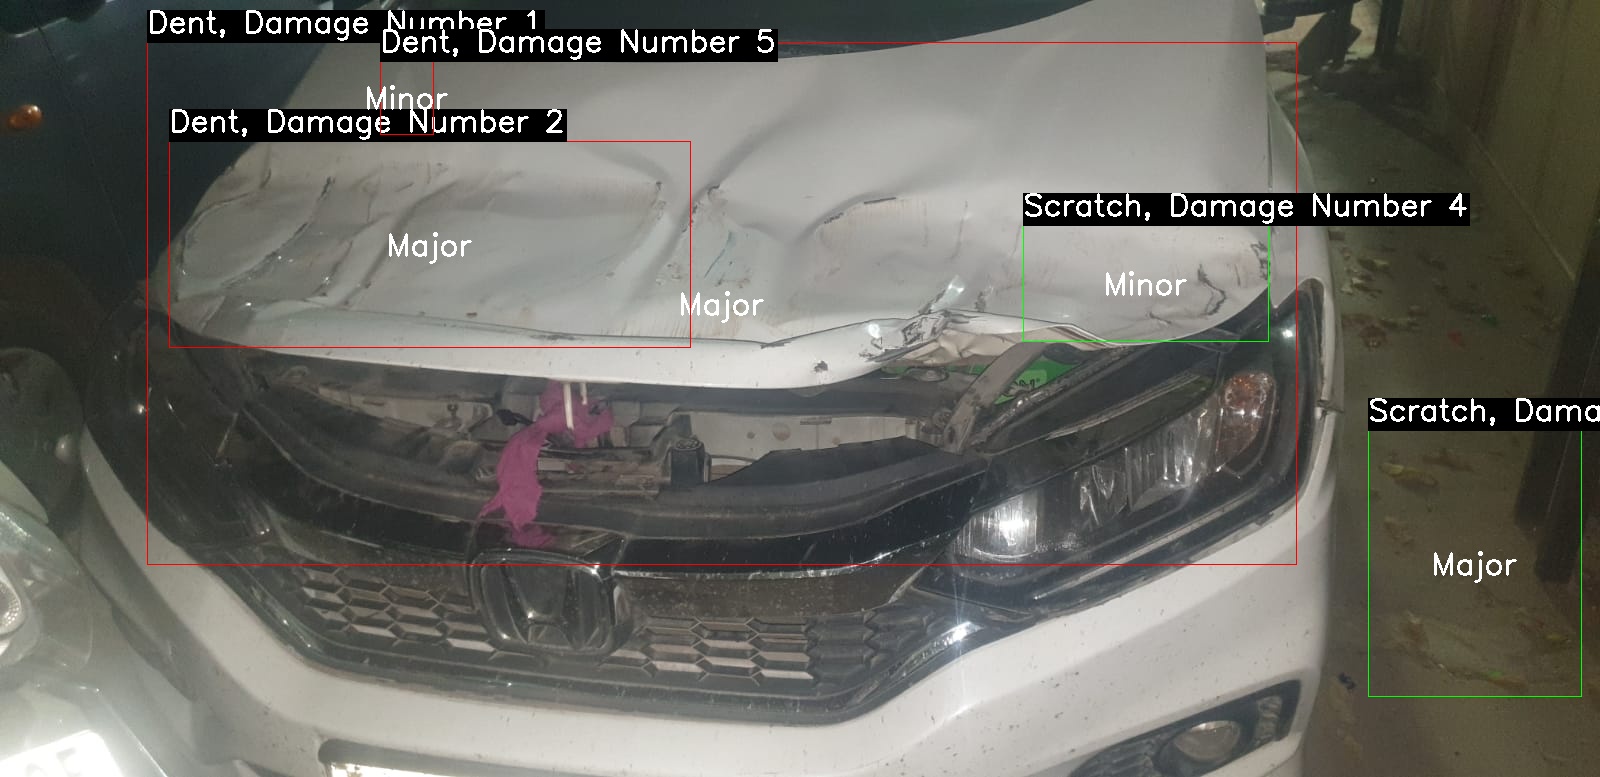 Dent, Damage Number 1
Dent, Damage Number 5
Minor
Dent, Damage Number 2
Major
Scratch, Damage Number 4
Minor
Major
Scratch, Dama
Major